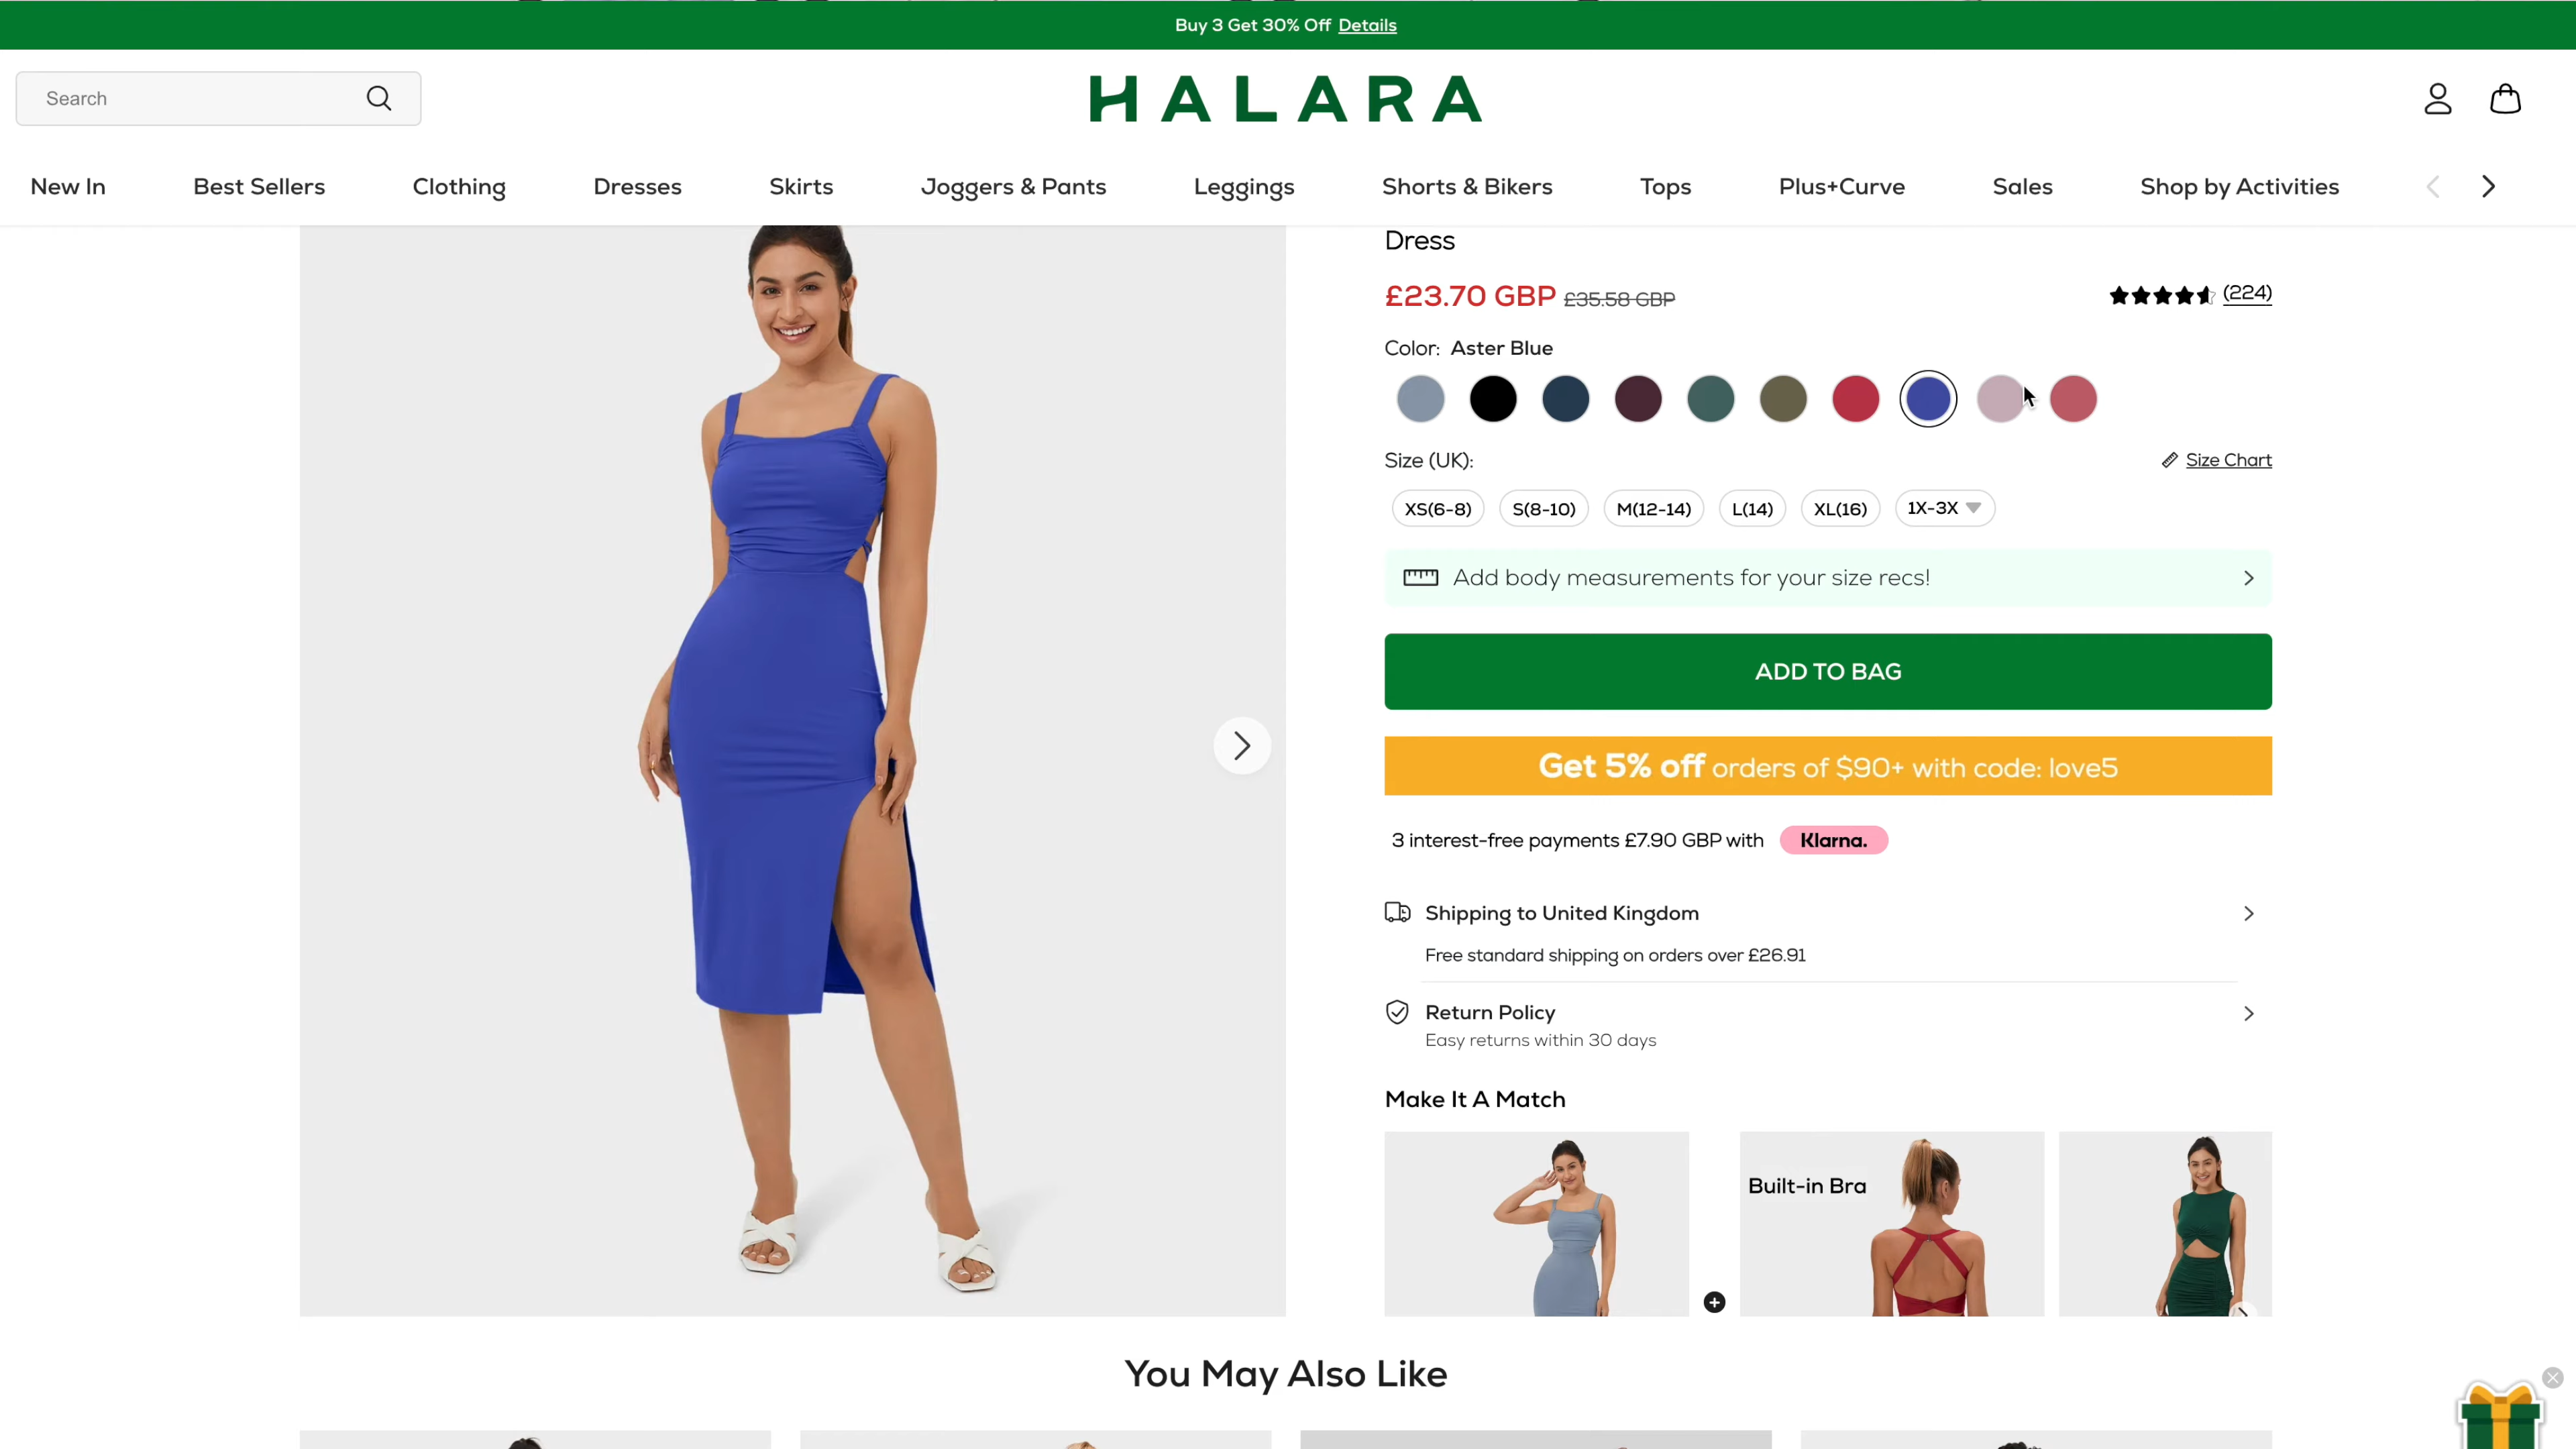 Buy 3 Get 30% Off Details
Search
HALARA
New In Best Sellers Clothing Dresses Skirts Joggers & Pants Leggings Shorts & Bikers Tops Plus+Curve Sales Shop by Activities
Dress
£23.70 GBP £35.58 GBP (224)
Color: Aster Blue
Size (UK): Size Chart
XS(6-8) S(8-10) M(12-14) L(14) XL(16) 1X-3X
Add body measurements for your size recs!
ADD TO BAG
Get 5% off orders of $90+ with code: love5
3 interest-free payments £7.90 GBP with Klarna.
Shipping to United Kingdom
Free standard shipping on orders over £26.91
Return Policy
Easy returns within 30 days
Make It A Match
Built-in Bra
You May Also Like